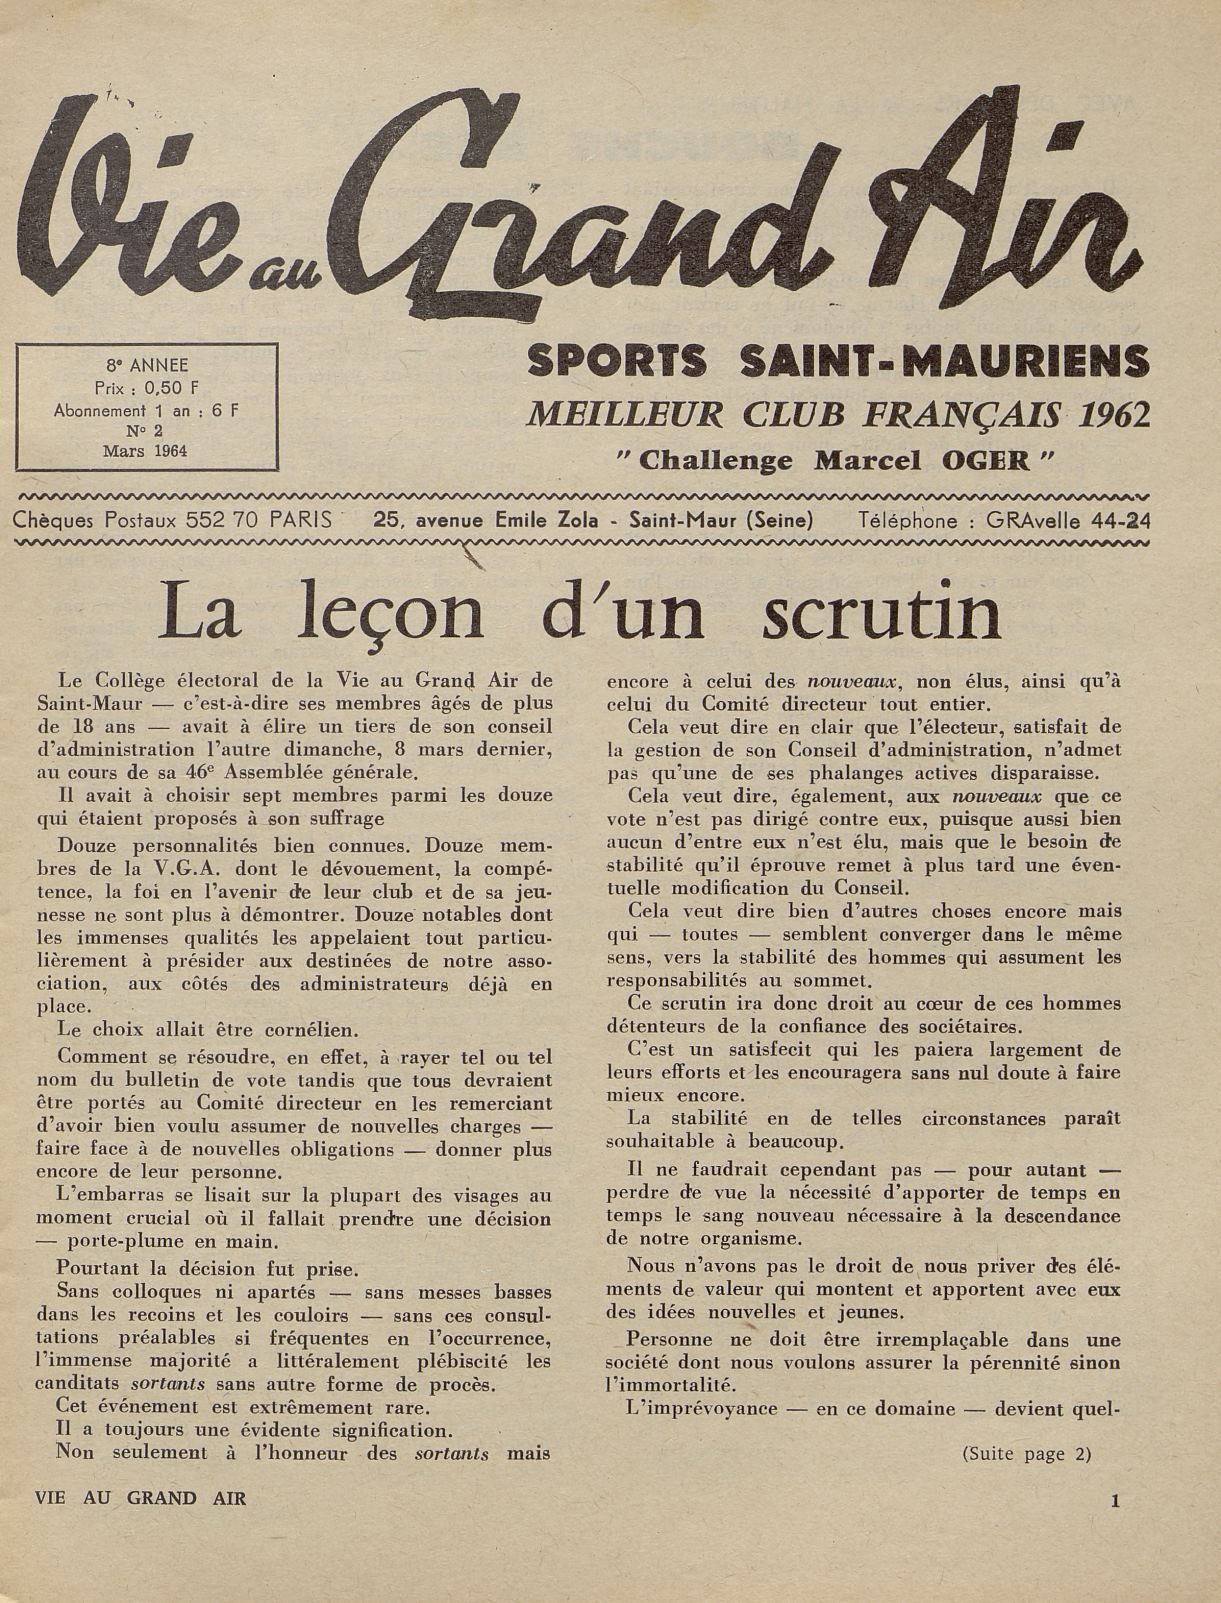 Vie au Grand Air
8e ANNEE
Prix : 0,50 F
Abonnement 1 an : 6 F
No 2
Mars 1964
SPORTS SAINT-MAURIENS
MEILLEUR CLUB FRANÇAIS 1962
"Challenge Marcel OGER"
Chèques Postaux 552 70 PARIS 25, avenue Emile Zola - Saint-Maur (Seine) Téléphone : GRAvelle 44-24
La leçon d'un scrutin
Le Collège électoral de la Vie au Grand Air de
Saint-Maur — c'est-à-dire ses membres âgés de plus
de 18 ans — avait à élire un tiers de son conseil
d'administration l'autre dimanche, 8 mars dernier,
au cours de sa 46e Assemblée générale.
Il avait à choisir sept membres parmi les douze
qui étaient proposés à son suffrage
Douze personnalités bien connues. Douze mem-
bres de la V.G.A. dont le dévouement, la compé-
tence, la foi en l'avenir de leur club et de sa jeu-
nesse ne sont plus à démontrer. Douze notables dont
les immenses qualités les appelaient tout particu-
lièrement à présider aux destinées de notre asso-
ciation, aux côtés des administrateurs déjà en
place.
Le choix allait être cornélien.
Comment se résoudre, en effet, à rayer tel ou tel
nom du bulletin de vote tandis que tous devraient
être portés au Comité directeur en les remerciant
d'avoir bien voulu assumer de nouvelles charges —
faire face à de nouvelles obligations — donner plus
encore de leur personne.
L'embarras se lisait sur la plupart des visages au
moment crucial où il fallait prendre une décision
— porte-plume en main.
Pourtant la décision fut prise.
Sans colloques ni apartés — sans messes basses
dans les recoins et les couloirs — sans ces consul-
tations préalables si fréquentes en l'occurrence,
l'immense majorité a littéralement plébiscité les
canditats sortants sans autre forme de procès.
Cet événement est extrêmement rare.
Il a toujours une évidente signification.
Non seulement à l'honneur des sortants mais
encore à celui des nouveaux, non élus, ainsi qu'à
celui du Comité directeur tout entier.
Cela veut dire en clair que l'électeur, satisfait de
la gestion de son Conseil d'administration, n'admet
pas qu'une de ses phalanges actives disparaisse.
Cela veut dire, également, aux nouveaux que ce
vote n'est pas dirigé contre eux, puisque aussi bien
aucun d'entre eux n'est élu, mais que le besoin de
stabilité qu'il éprouve remet à plus tard une éven-
tuelle modification du Conseil.
Cela veut dire bien d'autres choses encore mais
qui — toutes — semblent converger dans le même
sens, vers la stabilité des hommes qui assument les
responsabilités au sommet.
Ce scrutin ira donc droit au cœur de ces hommes
détenteurs de la confiance des sociétaires.
C'est un satisfecit qui les paiera largement de
leurs efforts et les encouragera sans nul doute à faire
mieux encore.
La stabilité en de telles circonstances paraît
souhaitable à beaucoup.
Il ne faudrait cependant pas — pour autant —
perdre de vue la nécessité d'apporter de temps en
temps le sang nouveau nécessaire à la descendance
de notre organisme.
Nous n'avons pas le droit de nous priver des élé-
ments de valeur qui montent et apportent avec eux
des idées nouvelles et jeunes.
Personne ne doit être irremplaçable dans une
société dont nous voulons assurer la pérennité sinon
l'immortalité.
L'imprévoyance — en ce domaine — devient quel-
(Suite page 2)
VIE AU GRAND AIR 1